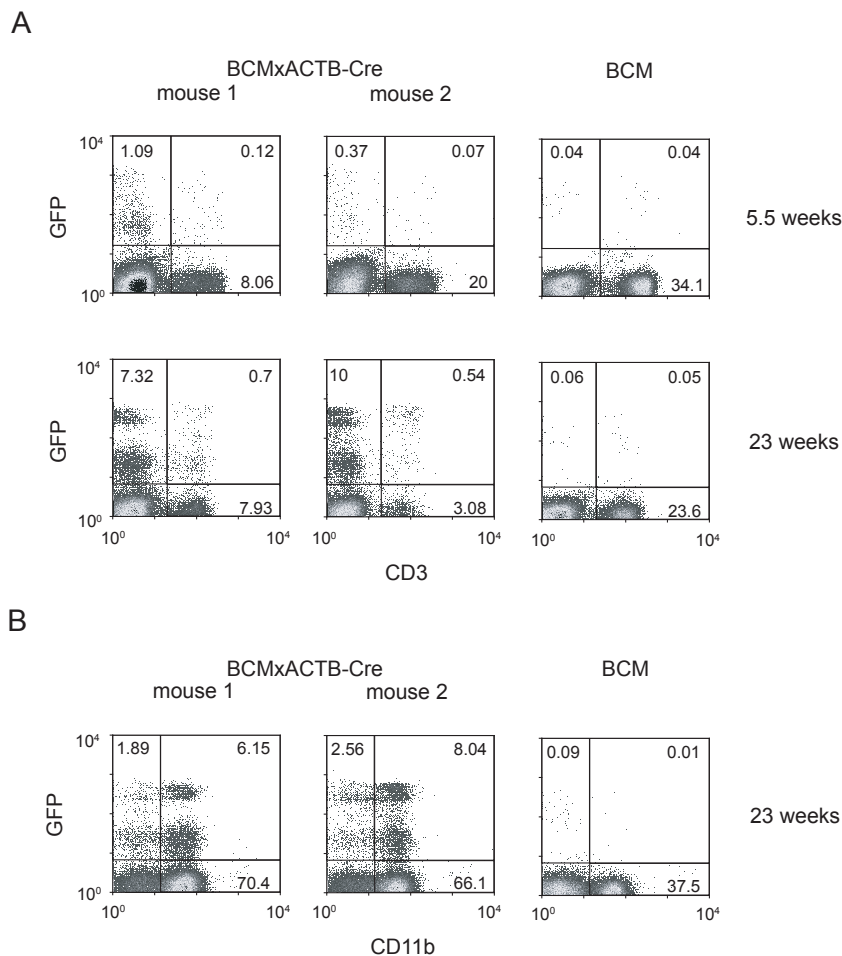 A
BCMxACTB-Cre
BCM
mouse 1
mouse 2
10⁴
1.09
0.12
0.37
0.07
0.04
0.04
GFP
5.5 weeks
10⁰
8.06
20
34.1
10⁴
7.32
0.7
10
0.54
0.06
0.05
GFP
23 weeks
10⁰
7.93
3.08
23.6
10⁰
10⁴
10⁰
10⁴
10⁰
10⁴
CD3
B
BCMxACTB-Cre
BCM
mouse 1
mouse 2
10⁴
1.89
6.15
2.56
8.04
0.09
0.01
GFP
23 weeks
10⁰
70.4
66.1
37.5
10⁰
10⁴
10⁰
10⁴
10⁰
10⁴
CD11b